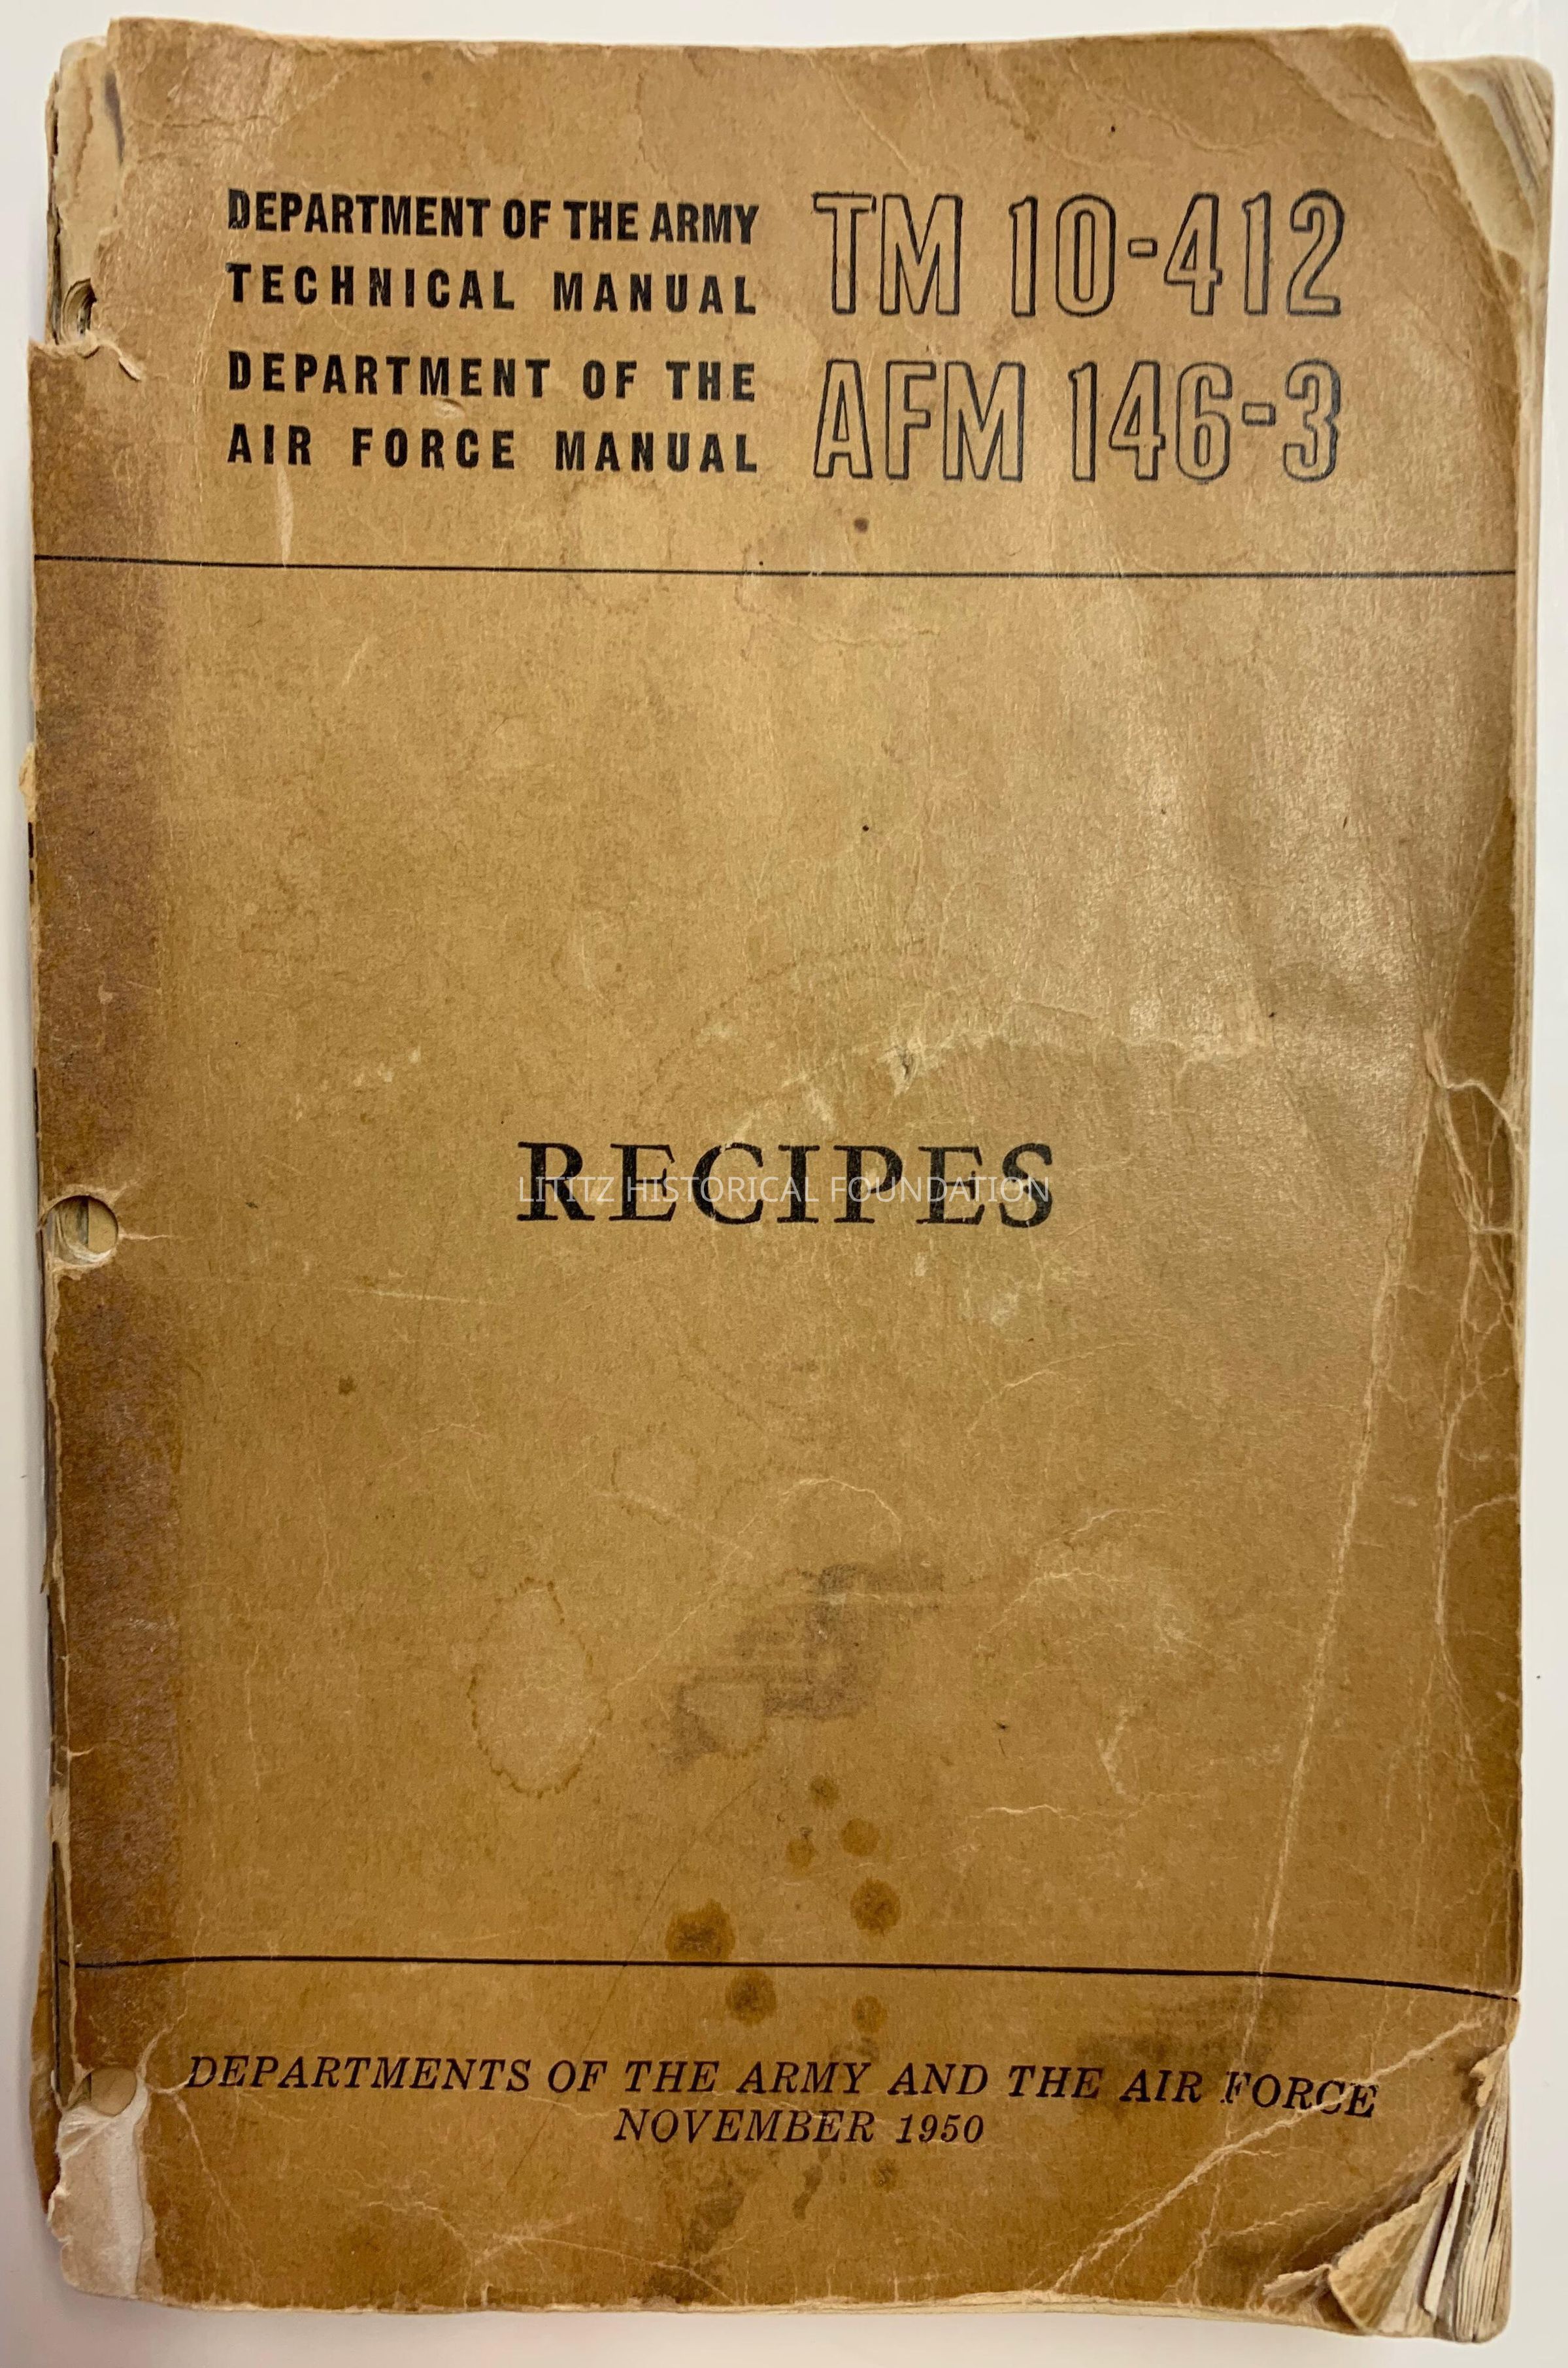 DEPARTMENT OF THE ARMY
TECHNICAL MANUAL
TM 10-412
DEPARTMENT OF THE
AIR FORCE MANUAL
AFM 146-3
RECIPES
LITITZ HISTORICAL FOUNDATION
DEPARTMENTS OF THE ARMY AND THE AIR FORCE
NOVEMBER 1950